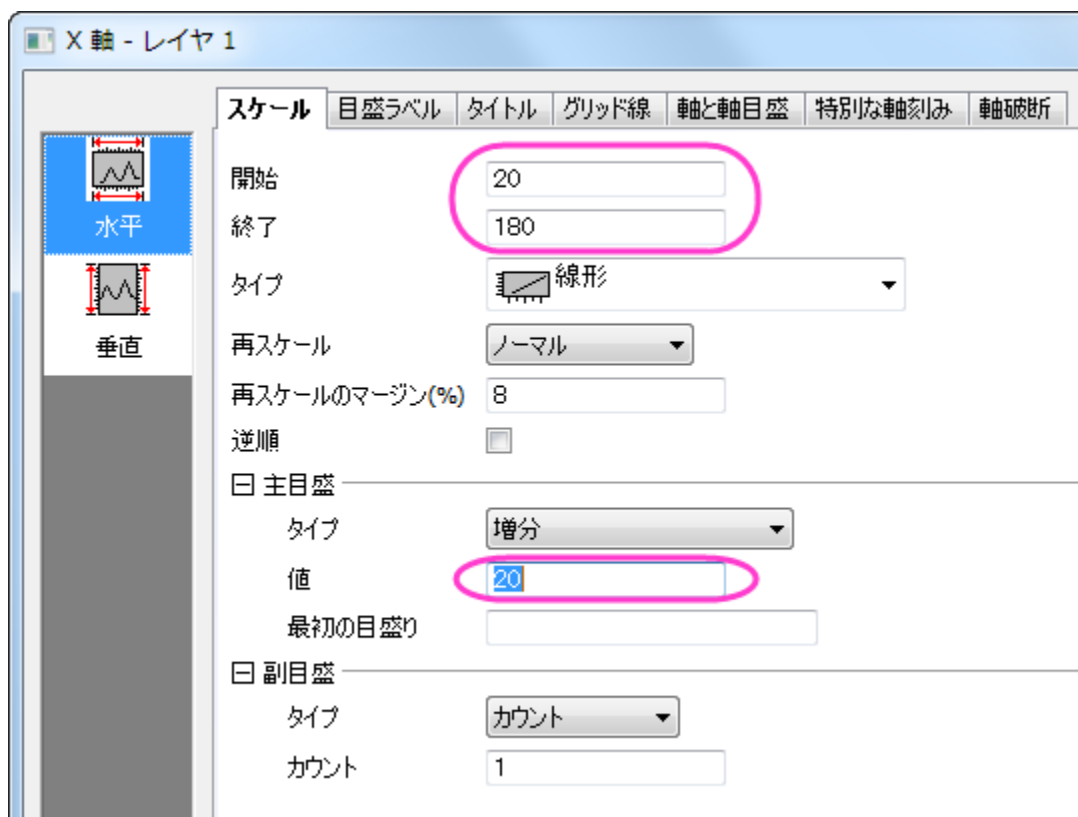 X 軸 - レイヤ 1
スケール 目盛ラベル タイトル グリッド線 軸と軸目盛 特別な軸刻み 軸破断
水平
垂直
開始 20
終了 180
タイプ 線形
再スケール ノーマル
再スケールのマージン(%) 8
逆順
主目盛
タイプ 増分
値 20
最初の目盛り
副目盛
タイプ カウント
カウント 1